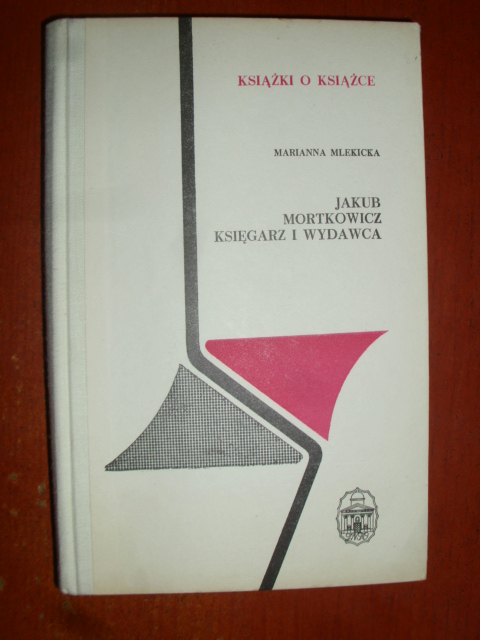 KSIĄŻKI O KSIĄŻCE
MARIANNA MLEKICKA
JAKUB
MORTKOWICZ
KSIĘGARZ I WYDAWCA